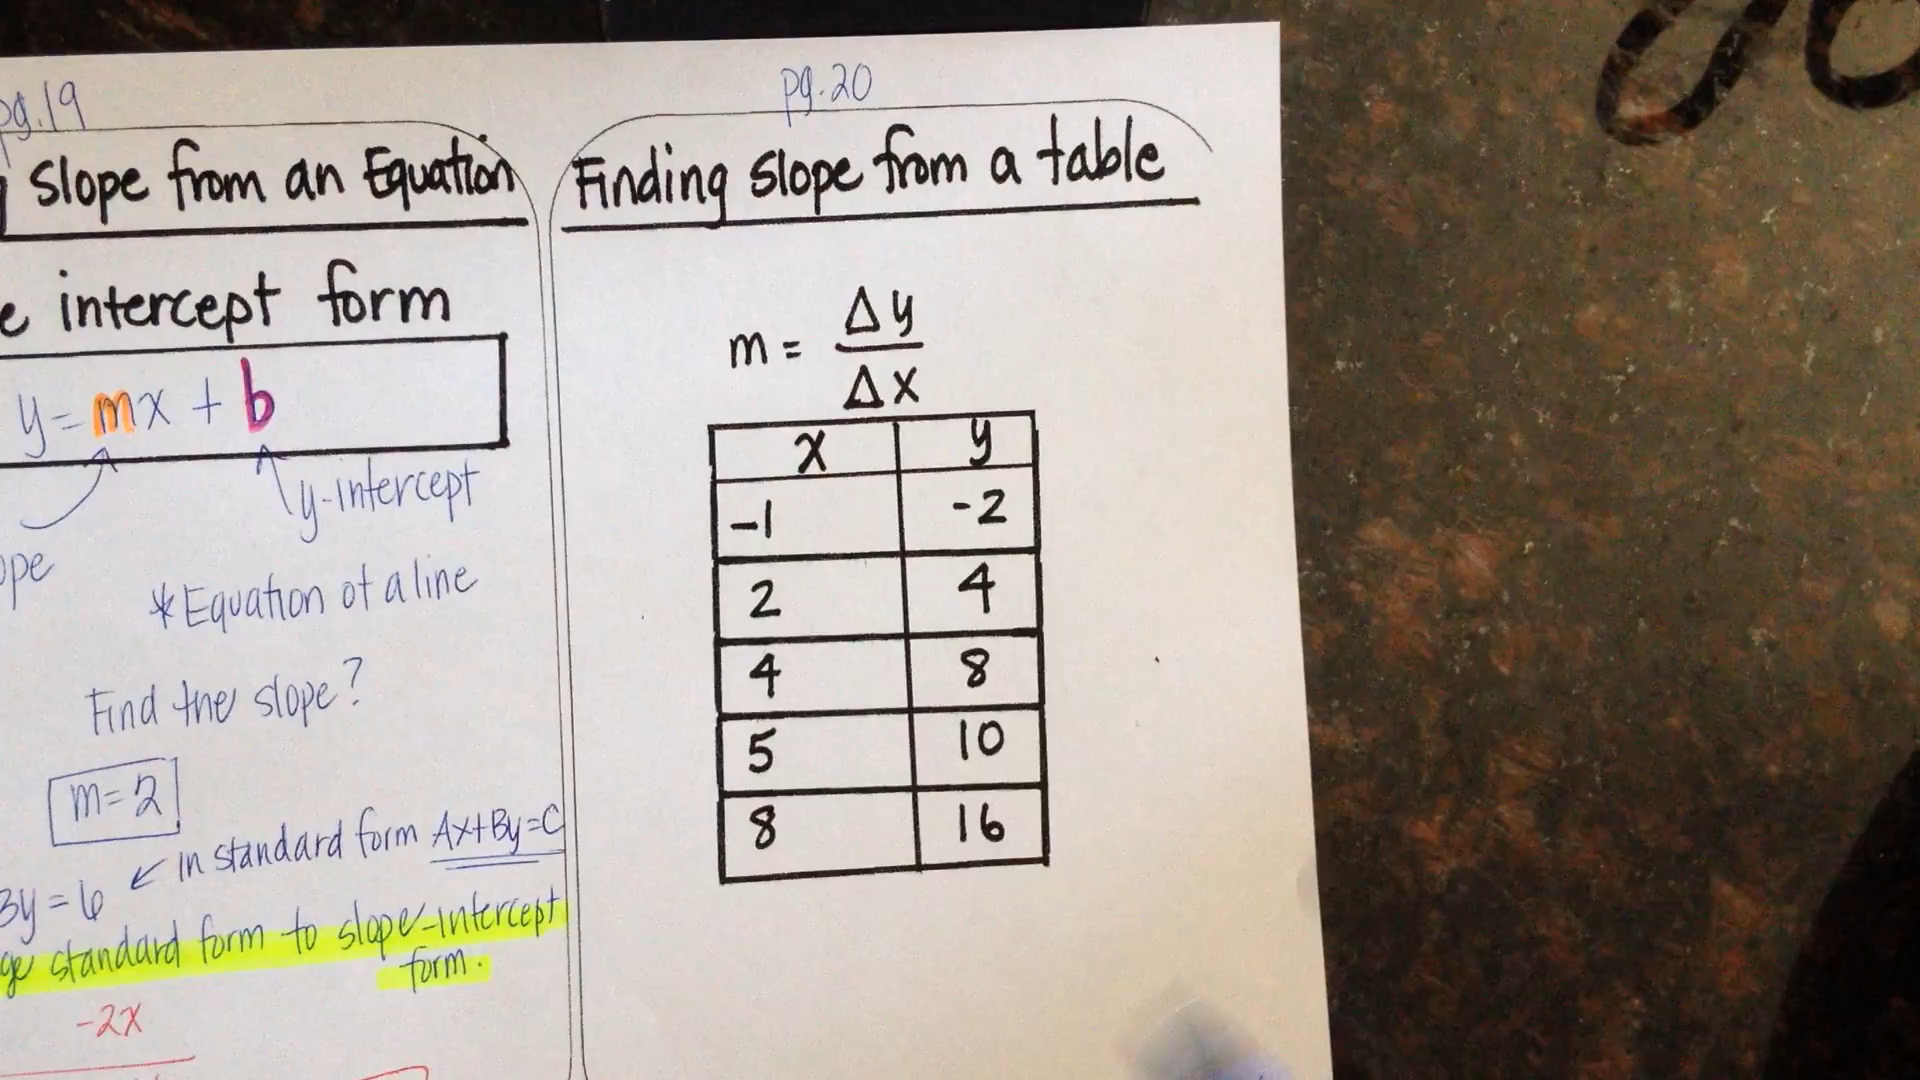 pg.19
slope from an Equation
intercept form
y=mx + b
y-intercept
*Equation of a line
Find the slope?
m=2
3y=6
in standard form Ax+By=C
standard form to slope-intercept
form.
-2x
pg.20
Finding slope from a table
m = Δy
Δx
x y
-1 -2
2 4
4 8
5 10
8 16